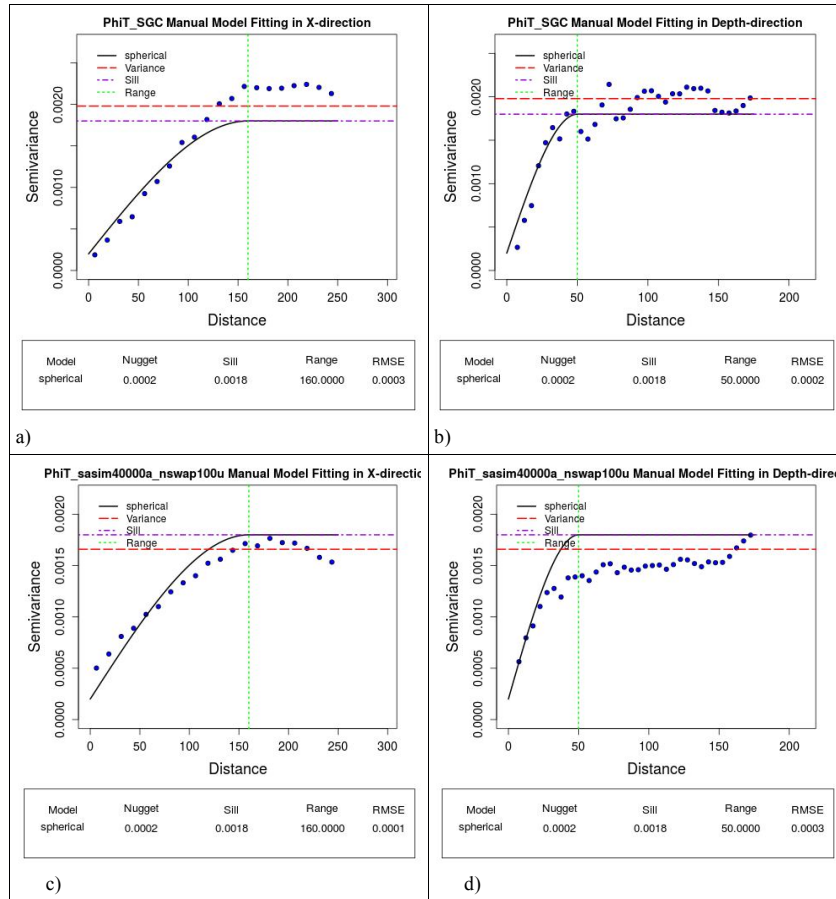 PhiT_SGC Manual Model Fitting in X-direction
spherical
Variance
Sill
Range
Semivariance
0.0000
0.0010
0.0020
0
50
100
150
200
250
300
Distance
Model Nugget Sill Range RMSE
spherical 0.0002 0.0018 160.0000 0.0003
a)
PhiT_SGC Manual Model Fitting in Depth-direction
spherical
Variance
Sill
Range
Semivariance
0.0000
0.0010
0.0020
0
50
100
150
200
Distance
Model Nugget Sill Range RMSE
spherical 0.0002 0.0018 50.0000 0.0002
b)
PhiT_sasim40000a_nswap100u Manual Model Fitting in X-directic
spherical
Variance
Sill
Range
Semivariance
0.0000
0.0005
0.0010
0.0015
0.0020
0
50
100
150
200
250
300
Distance
Model Nugget Sill Range RMSE
spherical 0.0002 0.0018 160.0000 0.0001
c)
PhiT_sasim40000a_nswap100u Manual Model Fitting in Depth-dire
spherical
Variance
Sill
Range
Semivariance
0.0000
0.0005
0.0010
0.0015
0.0020
0
50
100
150
200
Distance
Model Nugget Sill Range RMSE
spherical 0.0002 0.0018 50.0000 0.0003
d)